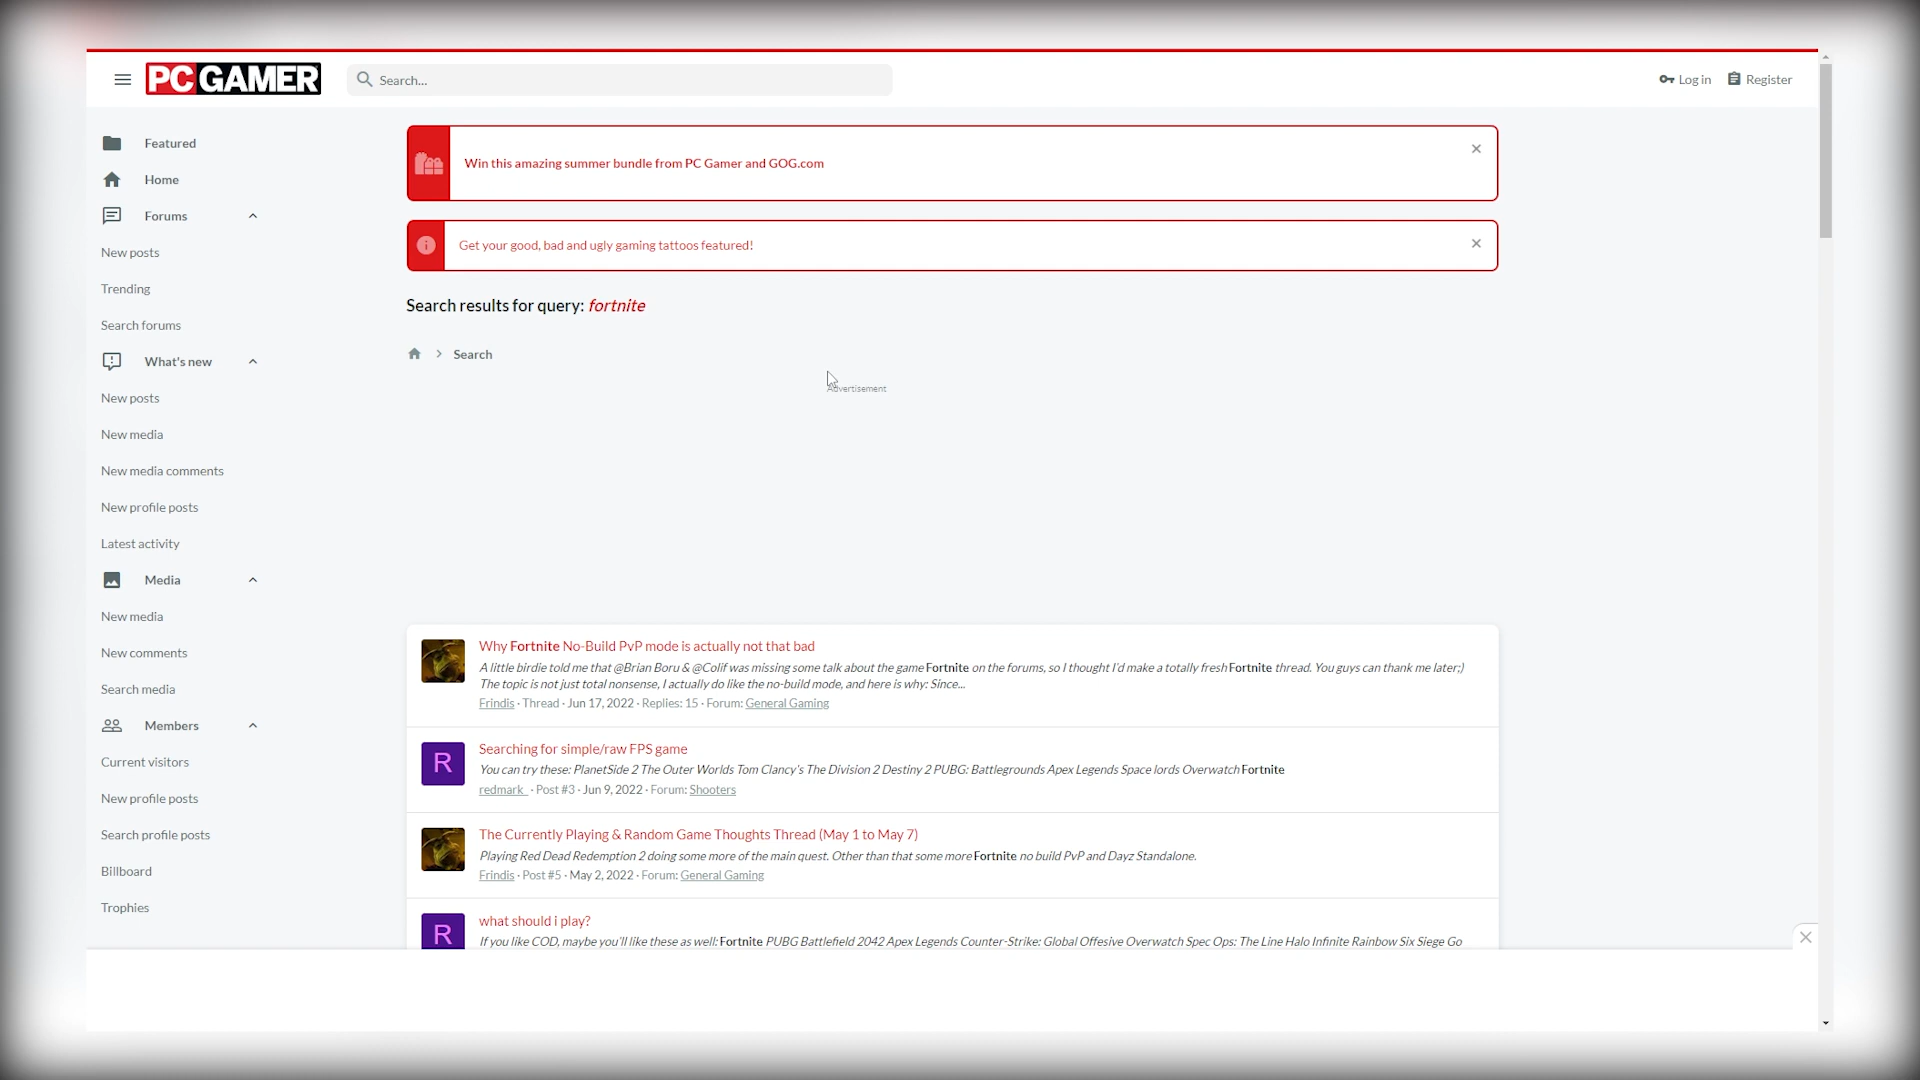 PC GAMER
Search...
Log in
Register
Featured
Home
Forums
New posts
Trending
Search forums
What's new
New posts
New media
New media comments
New profile posts
Latest activity
Media
New media
New comments
Search media
Members
Current visitors
New profile posts
Search profile posts
Billboard
Trophies
Win this amazing summer bundle from PC Gamer and GOG.com
Get your good, bad and ugly gaming tattoos featured!
Search results for query: fortnite
Search
Advertisement
Why Fortnite No-Build PvP mode is actually not that bad
A little birdie told me that @Brian Boru & @Colif was missing some talk about the game Fortnite on the forums, so I thought I'd make a totally fresh Fortnite thread. You guys can thank me later;)
The topic is not just total nonsense, I actually do like the no-build mode, and here is why: Since...
Frindis · Thread · Jun 17, 2022 · Replies: 15 · Forum: General Gaming
R
Searching for simple/raw FPS game
You can try these: PlanetSide 2 The Outer Worlds Tom Clancy's The Division 2 Destiny 2 PUBG: Battlegrounds Apex Legends Space lords Overwatch Fortnite
redmark_ · Post #3 · Jun 9, 2022 · Forum: Shooters
The Currently Playing & Random Game Thoughts Thread (May 1 to May 7)
Playing Red Dead Redemption 2 doing some more of the main quest. Other than that some more Fortnite no build PvP and Dayz Standalone.
Frindis · Post #5 · May 2, 2022 · Forum: General Gaming
R
what should i play?
If you like COD, maybe you'll like these as well: Fortnite PUBG Battlefield 2042 Apex Legends Counter-Strike: Global Offesive Overwatch Spec Ops: The Line Halo Infinite Rainbow Six Siege Go